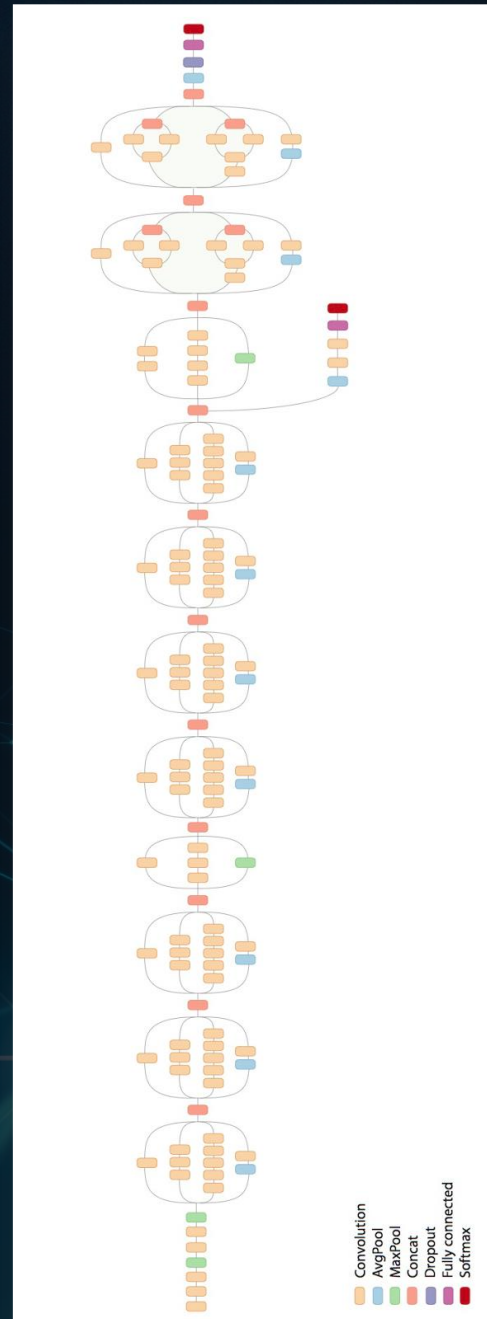 Convolution
AvgPool
MaxPool
Concat
Dropout
Fully connected
Softmax